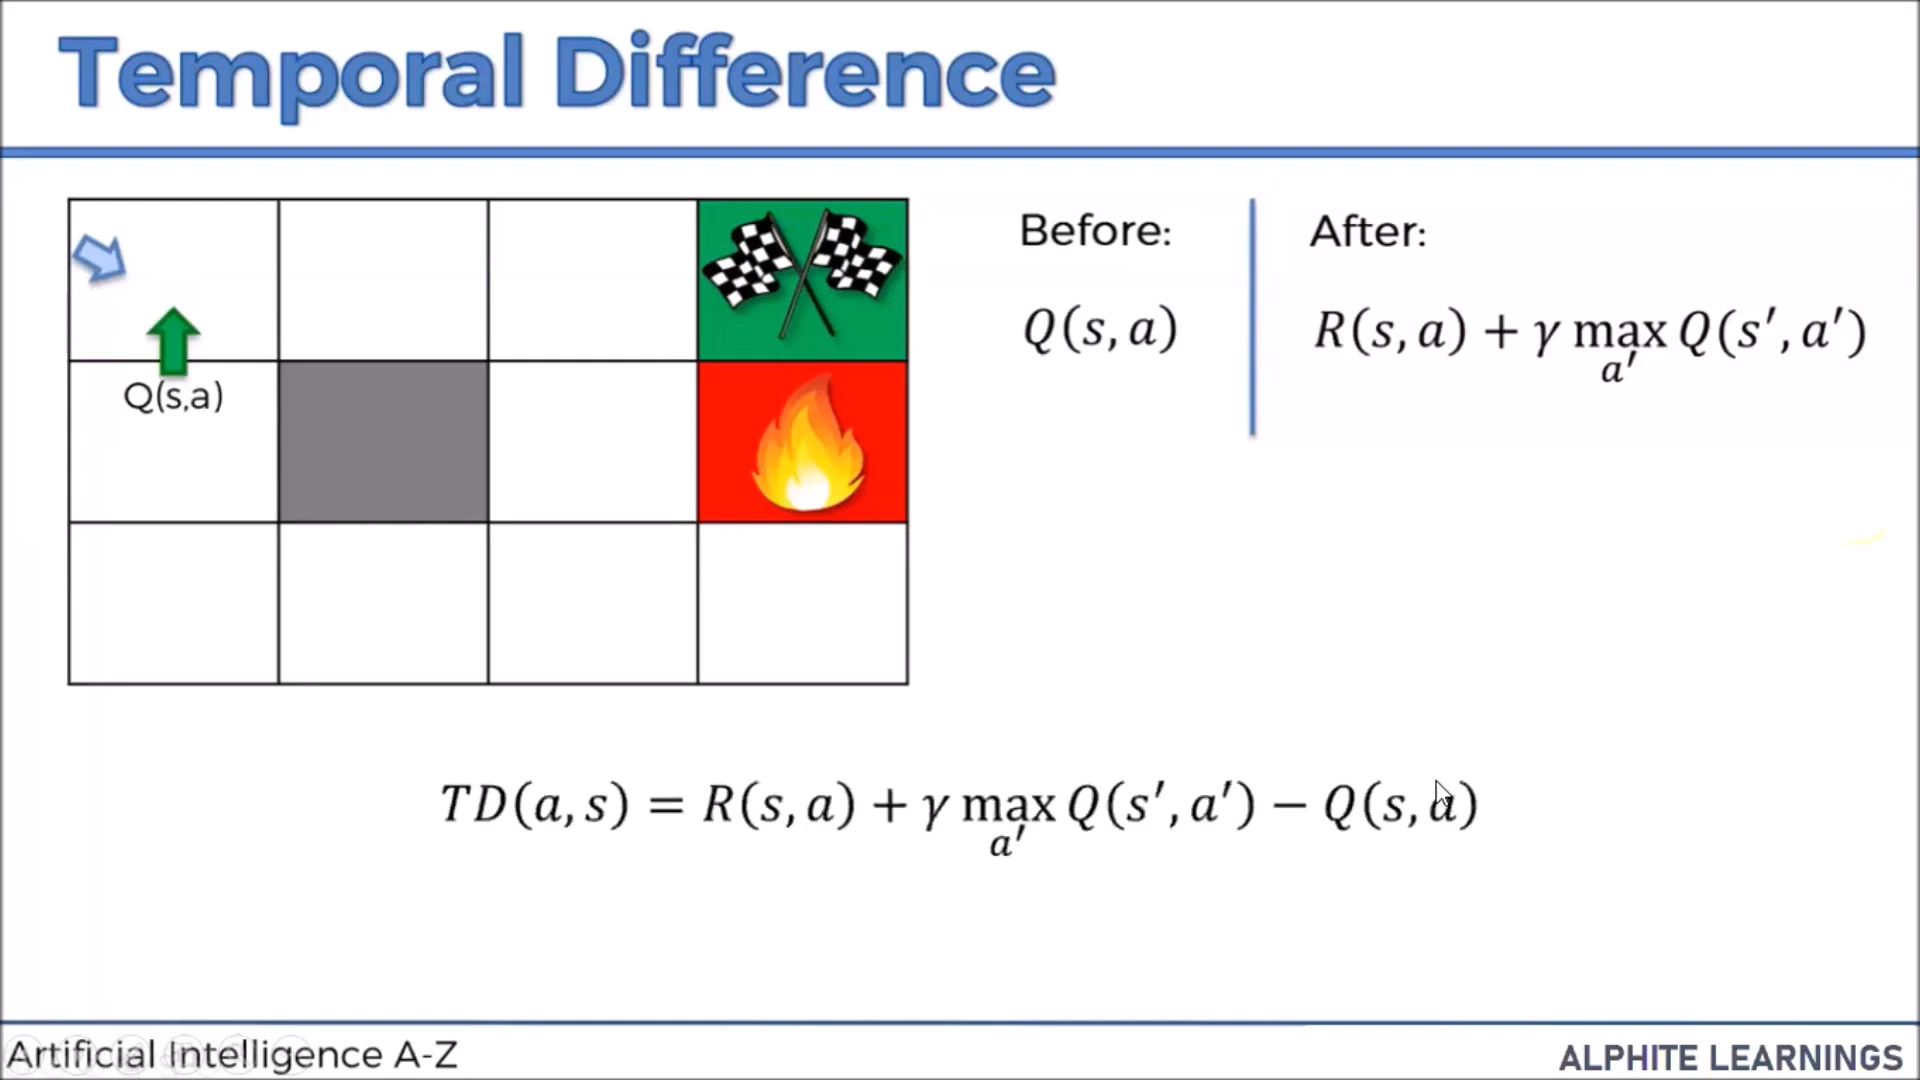 Temporal Difference
Before:
After:
Q(s, a)
R(s, a) + γ max Q(s′, a′)
a′
Q(s,a)
TD(a, s) = R(s, a) + γ max Q(s′, a′) − Q(s, a)
a′
Artificial Intelligence A-Z
ALPHITE LEARNINGS